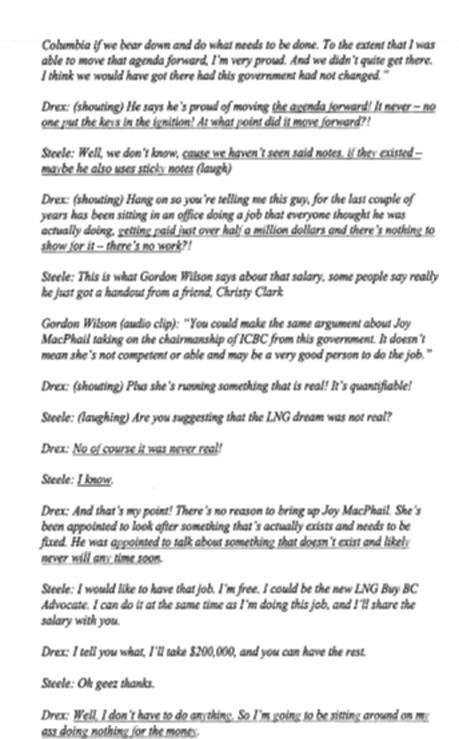 Columbia if we bear down and do what needs to be done. To the extent that I was
able to move that agenda forward, I'm very proud. And we didn't quite get there.
I think we would have got there had this government had not changed."
Drex: (shouting) He says he's proud of moving the agenda forward! It never – no
one put the keys in the ignition! At what point did it move forward?!
Steele: Well, we don't know, cause we haven't seen said notes, if they existed –
maybe he also uses sticky notes (laugh)
Drex: (shouting) Hang on so you're telling me this guy, for the last couple of
years has been sitting in an office doing a job that everyone thought he was
actually doing, getting paid just over half a million dollars and there's nothing to
show for it – there's no work?!
Steele: This is what Gordon Wilson says about that salary, some people say really
he just got a handout from a friend, Christy Clark
Gordon Wilson (audio clip): "You could make the same argument about Joy
MacPhail taking on the chairmanship of ICBC from this government. It doesn't
mean she's not competent or able and may be a very good person to do the job."
Drex: (shouting) Plus she's running something that is real! It's quantifiable!
Steele: (laughing) Are you suggesting that the LNG dream was not real?
Drex: No of course it was never real!
Steele: I know.
Drex: And that's my point! There's no reason to bring up Joy MacPhail. She's
been appointed to look after something that's actually exists and needs to be
fixed. He was appointed to talk about something that doesn't exist and likely
never will any time soon.
Steele: I would like to have that job. I'm free. I could be the new LNG Buy BC
Advocate. I can do it at the same time as I'm doing this job, and I'll share the
salary with you.
Drex: I tell you what, I'll take $200,000, and you can have the rest.
Steele: Oh geez thanks.
Drex: Well, I don't have to do anything. So I'm going to be sitting around on my
ass doing nothing for the money.